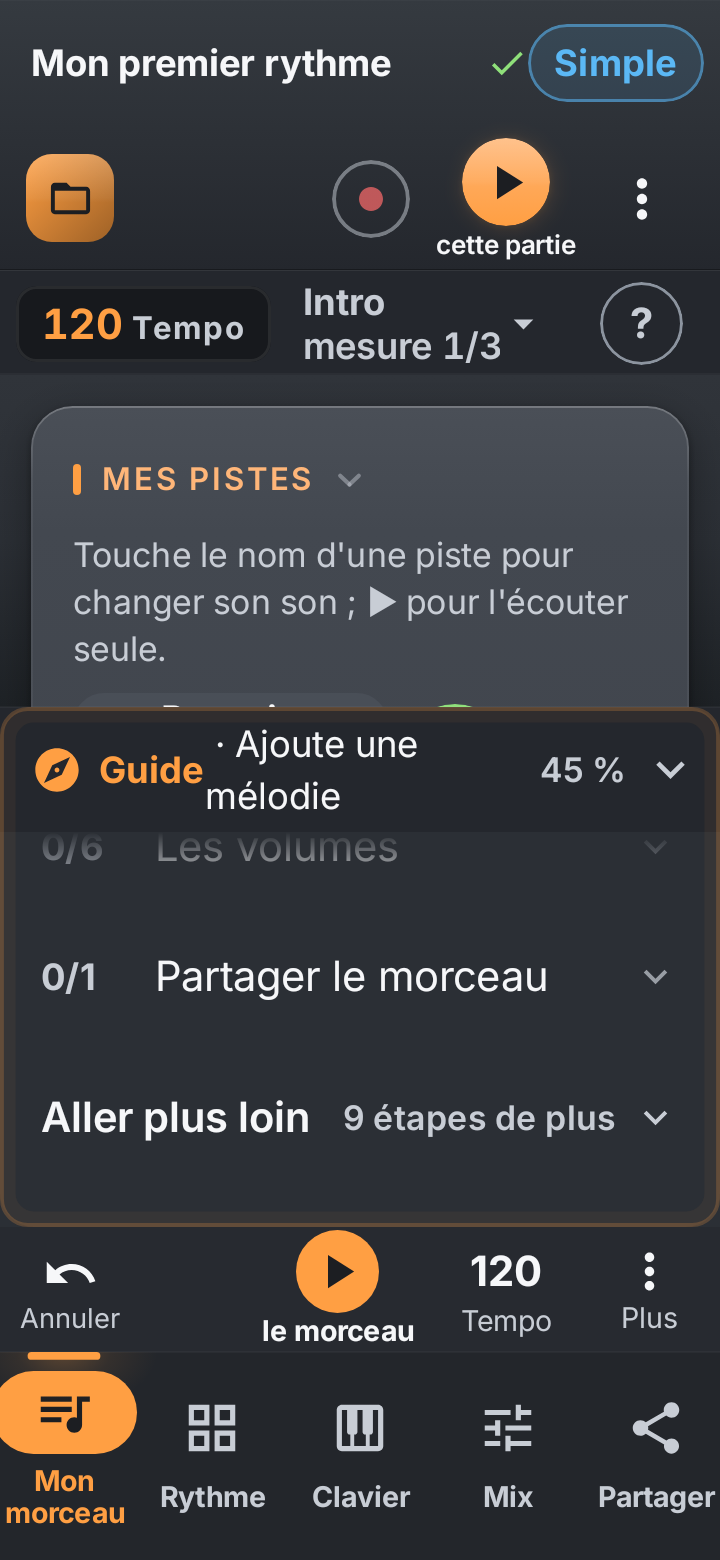 Mon premier rythme
Simple
cette partie
120 Tempo
Intro
mesure 1/3
?
MES PISTES
Touche le nom d'une piste pour
changer son son ; ▶ pour l'écouter
seule.
Guide · Ajoute une
mélodie
45 %
0/6 Les volumes
0/1 Partager le morceau
Aller plus loin 9 étapes de plus
Annuler
le morceau
120
Tempo
Plus
Mon
morceau
Rythme
Clavier
Mix
Partager